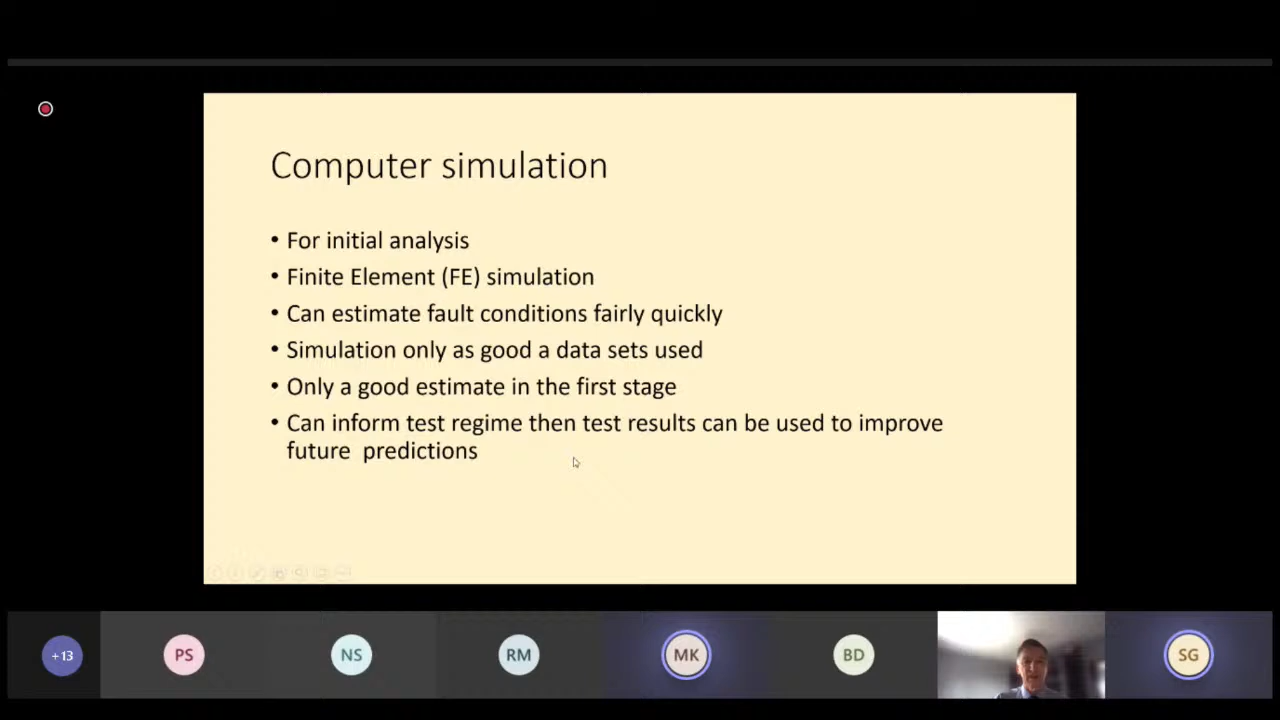 Computer simulation
• For initial analysis
• Finite Element (FE) simulation
• Can estimate fault conditions fairly quickly
• Simulation only as good a data sets used
• Only a good estimate in the first stage
• Can inform test regime then test results can be used to improve
future  predictions
+13
PS
NS
RM
MK
BD
SG